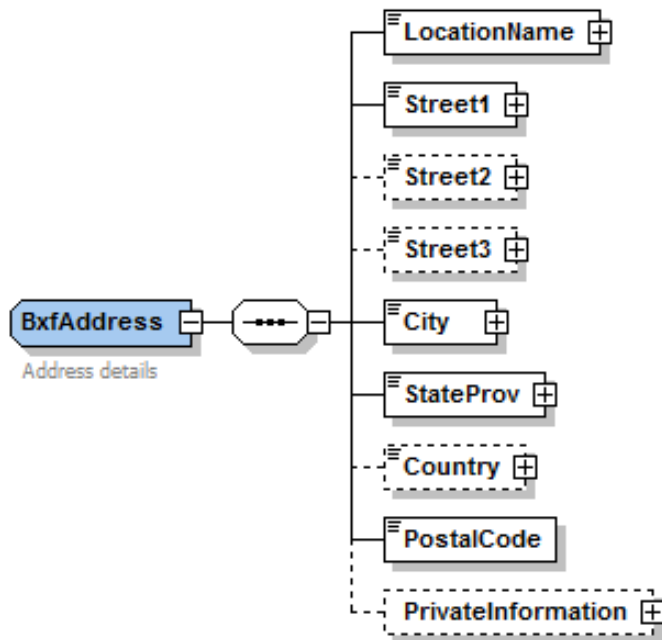 LocationName
Street1
Street2
Street3
BxfAddress
City
Address details
StateProv
Country
PostalCode
PrivateInformation